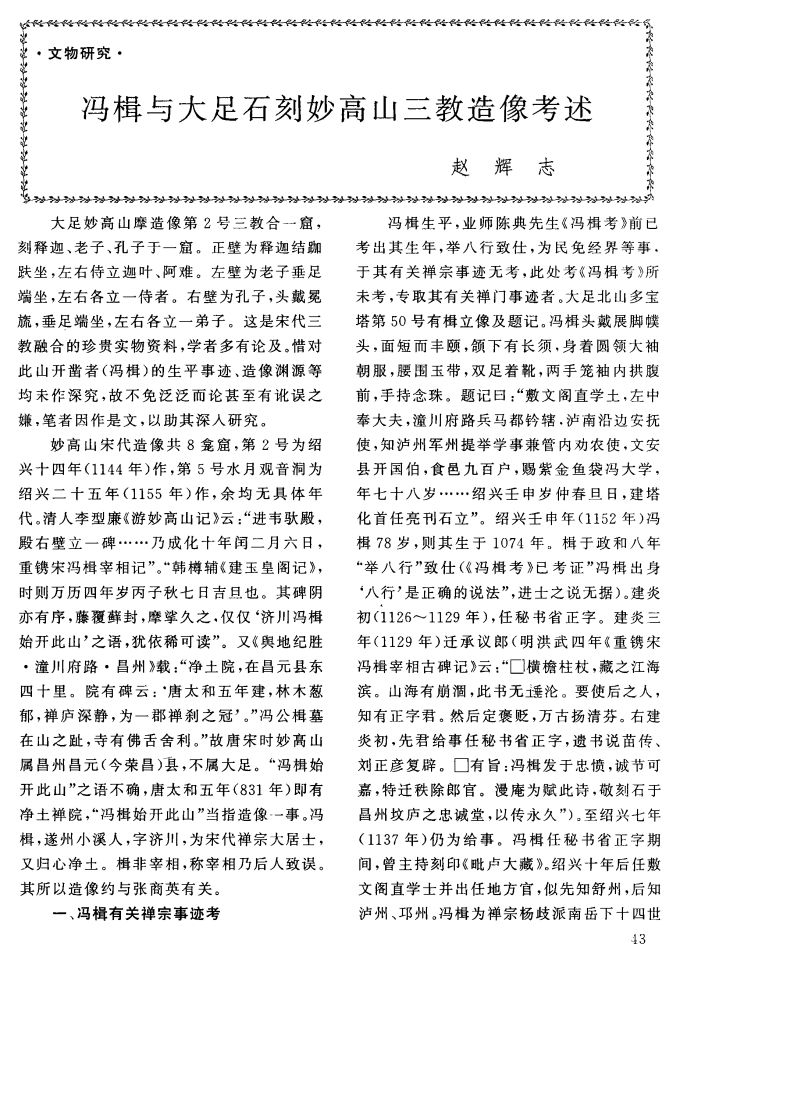 ·文物研究·
冯楫与大足石刻妙高山三教造像考述
赵 辉 志
大足妙高山摩造像第 2 号三教合一窟,
刻释迦、老子、孔子于一窟。正壁为释迦结跏
趺坐,左右侍立迦叶、阿难。左壁为老子垂足
端坐,左右各立一侍者。右壁为孔子,头戴冕
旒,垂足端坐,左右各立一弟子。这是宋代三
教融合的珍贵实物资料,学者多有论及。惜对
此山开凿者(冯楫)的生平事迹、造像渊源等
均未作深究,故不免泛泛而论甚至有讹误之
嫌,笔者因作是文,以助其深入研究。
妙高山宋代造像共 8 龛窟,第 2 号为绍
兴十四年(1144 年)作,第 5 号水月观音洞为
绍兴二十五年(1155 年)作,余均无具体年
代。清人李型廉《游妙高山记》云:“进韦驮殿,
殿右壁立一碑……乃成化十年闰二月六日,
重镌宋冯楫宰相记”。“韩樽辅《建玉皇阁记》,
时则万历四年岁丙子秋七日吉旦也。其碑阴
亦有序,藤覆藓封,摩挲久之,仅仅‘济川冯楫
始开此山’之语,犹依稀可读”。又《舆地纪胜
·潼川府路·昌州》载:“净土院,在昌元县东
四十里。院有碑云:‘唐太和五年建,林木葱
郁,禅庐深静,为一郡禅刹之冠’。”冯公楫墓
在山之趾,寺有佛舌舍利。”故唐宋时妙高山
属昌州昌元(今荣昌)县,不属大足。“冯楫始
开此山”之语不确,唐太和五年(831 年)即有
净土禅院,“冯楫始开此山”当指造像一事。冯
楫,遂州小溪人,字济川,为宋代禅宗大居士,
又归心净土。楫非宰相,称宰相乃后人致误。
其所以造像约与张商英有关。
一、冯楫有关禅宗事迹考
冯楫生平,业师陈典先生《冯楫考》前已
考出其生年,举八行致仕,为民免经界等事,
于其有关禅宗事迹无考,此处考《冯楫考》所
未考,专取其有关禅门事迹者。大足北山多宝
塔第 50 号有楫立像及题记。冯楫头戴展脚幞
头,面短而丰颐,颌下有长须,身着圆领大袖
朝服,腰围玉带,双足着靴,两手笼袖内拱腹
前,手持念珠。题记曰:“敷文阁直学士,左中
奉大夫,潼川府路兵马都钤辖,泸南沿边安抚
使,知泸州军州提举学事兼管内劝农使,文安
县开国伯,食邑九百户,赐紫金鱼袋冯大学,
年七十八岁……绍兴壬申岁仲春旦日,建塔
化首任亮刊石立”。绍兴壬申年(1152 年)冯
楫 78 岁,则其生于 1074 年。楫于政和八年
“举八行”致仕(《冯楫考》已考证”冯楫出身
‘八行’是正确的说法”,进士之说无据)。建炎
初(1126～1129 年),任秘书省正字。建炎三
年(1129 年)迁承议郎(明洪武四年《重镌宋
冯楫宰相古碑记》云:“□横檐柱杖,藏之江海
滨。山海有崩涸,此书无诬沦。要使后之人,
知有正字君。然后定褒贬,万古扬清芬。右建
炎初,先君给事任秘书省正字,遗书说苗传、
刘正彦复辟。□有旨:冯楫发于忠愤,诚节可
嘉,特迁秩除郎官。漫庵为赋此诗,敬刻石于
昌州坟庐之忠诚堂,以传永久”)。至绍兴七年
(1137 年)仍为给事。冯楫任秘书省正字期
间,曾主持刻印《毗卢大藏》。绍兴十年后任敷
文阁直学士并出任地方官,似先知舒州,后知
泸州、邛州。冯楫为禅宗杨歧派南岳下十四世
43